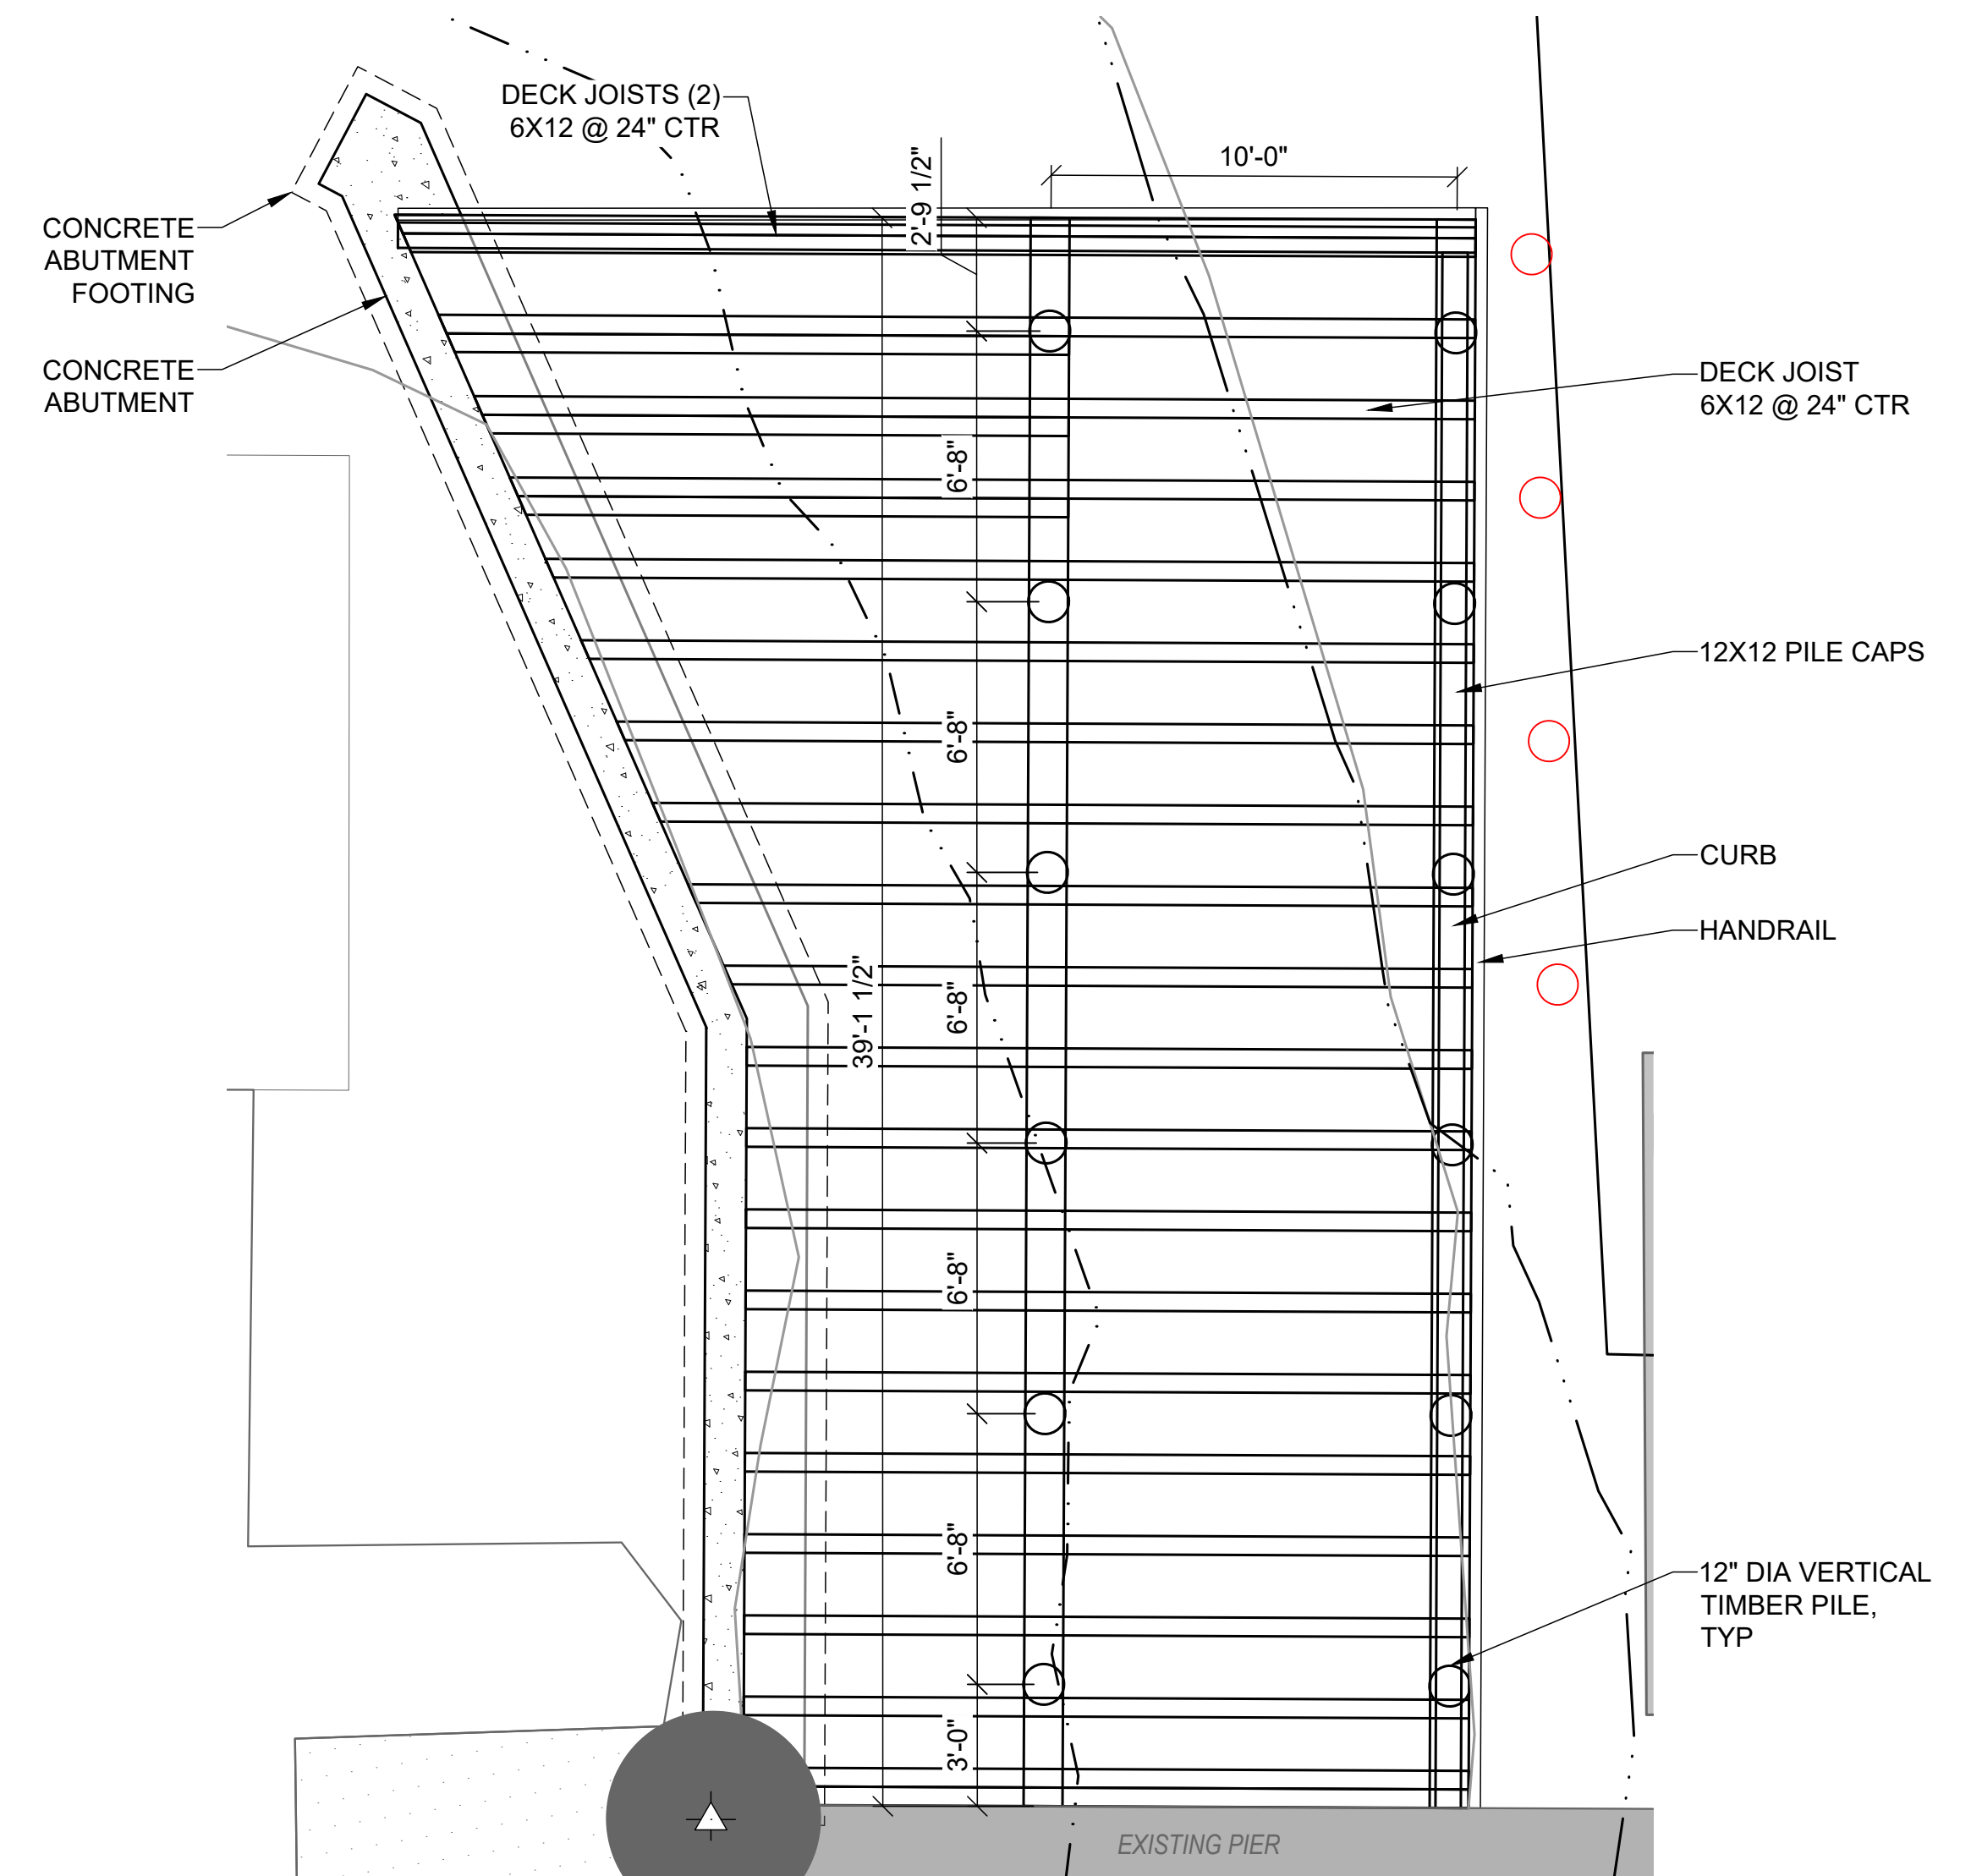 DECK JOISTS (2)
6X12 @ 24" CTR
2'-9 1/2"
10'-0"
CONCRETE
ABUTMENT
FOOTING
CONCRETE
ABUTMENT
DECK JOIST
6X12 @ 24" CTR
6'-8"
12X12 PILE CAPS
6'-8"
CURB
HANDRAIL
39'-1 1/2"
6'-8"
6'-8"
6'-8"
12" DIA VERTICAL
TIMBER PILE,
TYP
3'-0"
EXISTING PIER